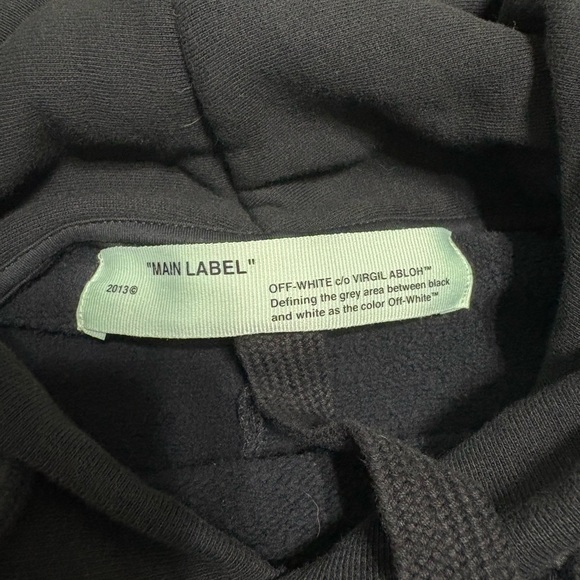 "MAIN LABEL"
2013©
OFF-WHITE c/o VIRGIL ABLOH™
Defining the grey area between black
and white as the color Off-White™